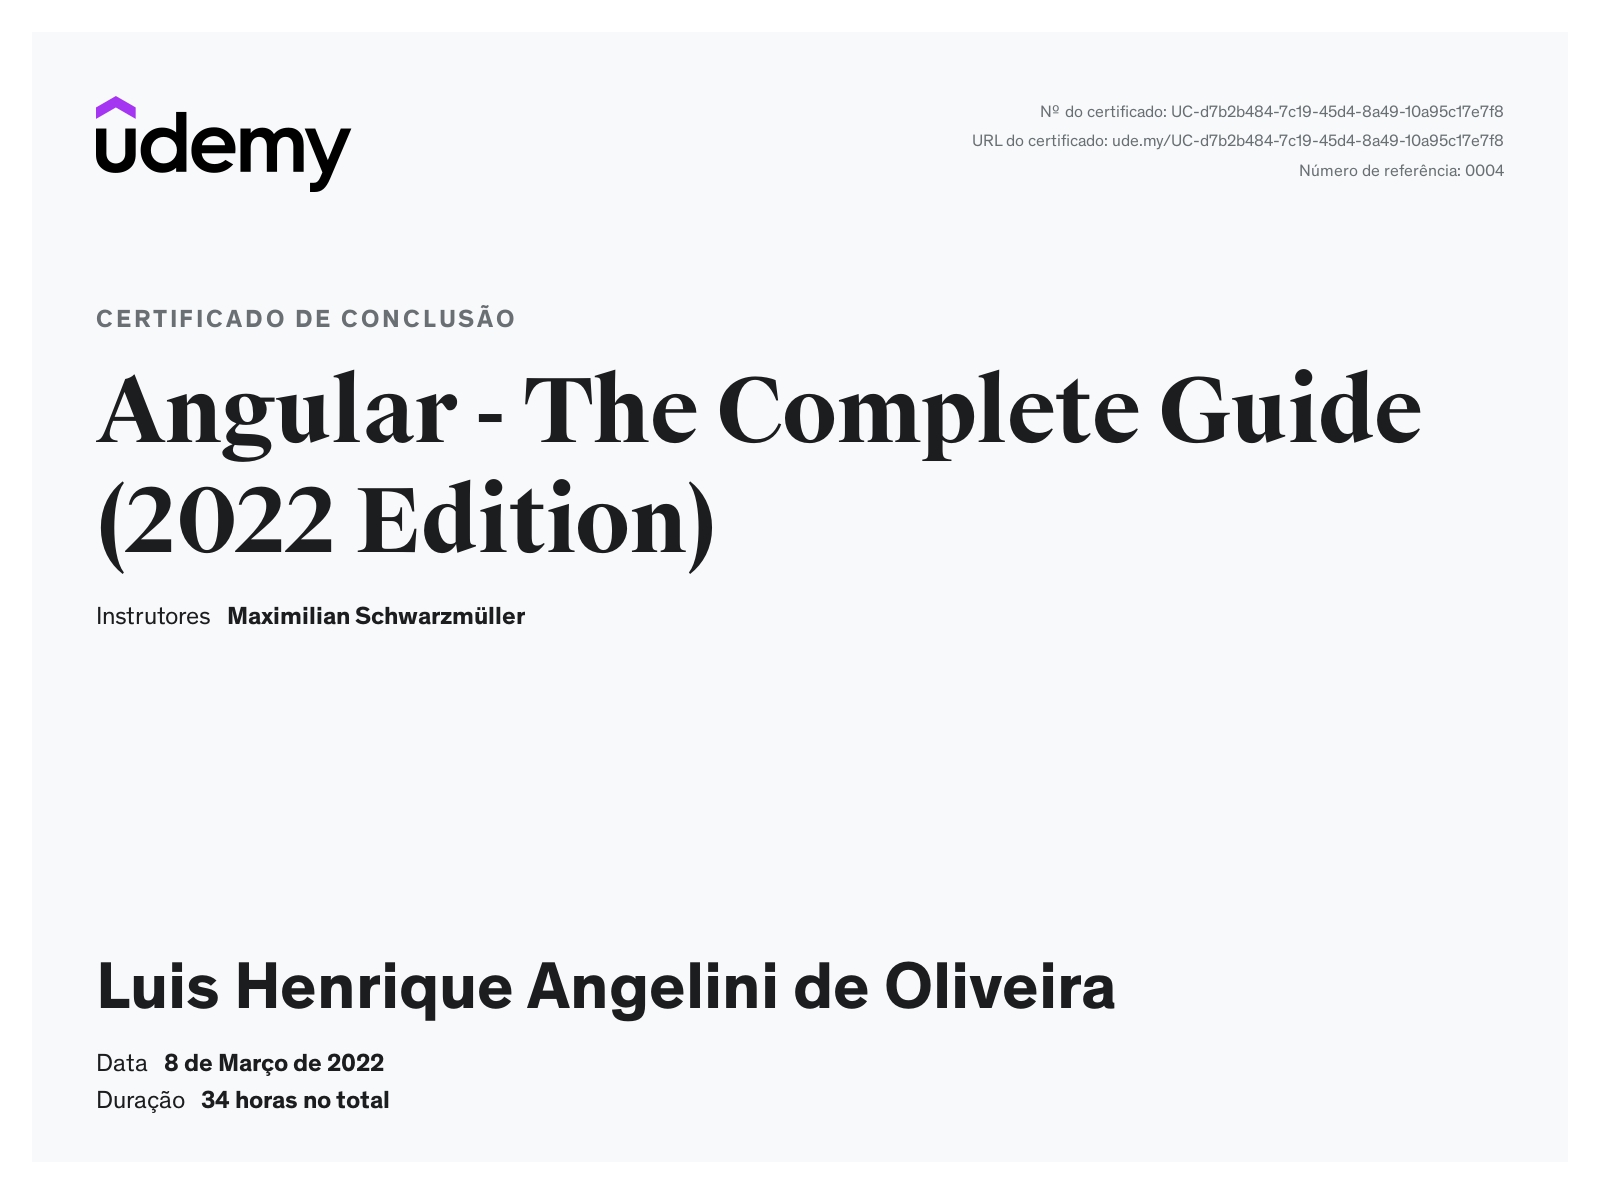 udemy
Nº do certificado: UC-d7b2b484-7c19-45d4-8a49-10a95c17e7f8
URL do certificado: ude.my/UC-d7b2b484-7c19-45d4-8a49-10a95c17e7f8
Número de referência: 0004
CERTIFICADO DE CONCLUSÃO
Angular - The Complete Guide
(2022 Edition)
Instrutores Maximilian Schwarzmüller
Luis Henrique Angelini de Oliveira
Data 8 de Março de 2022
Duração 34 horas no total